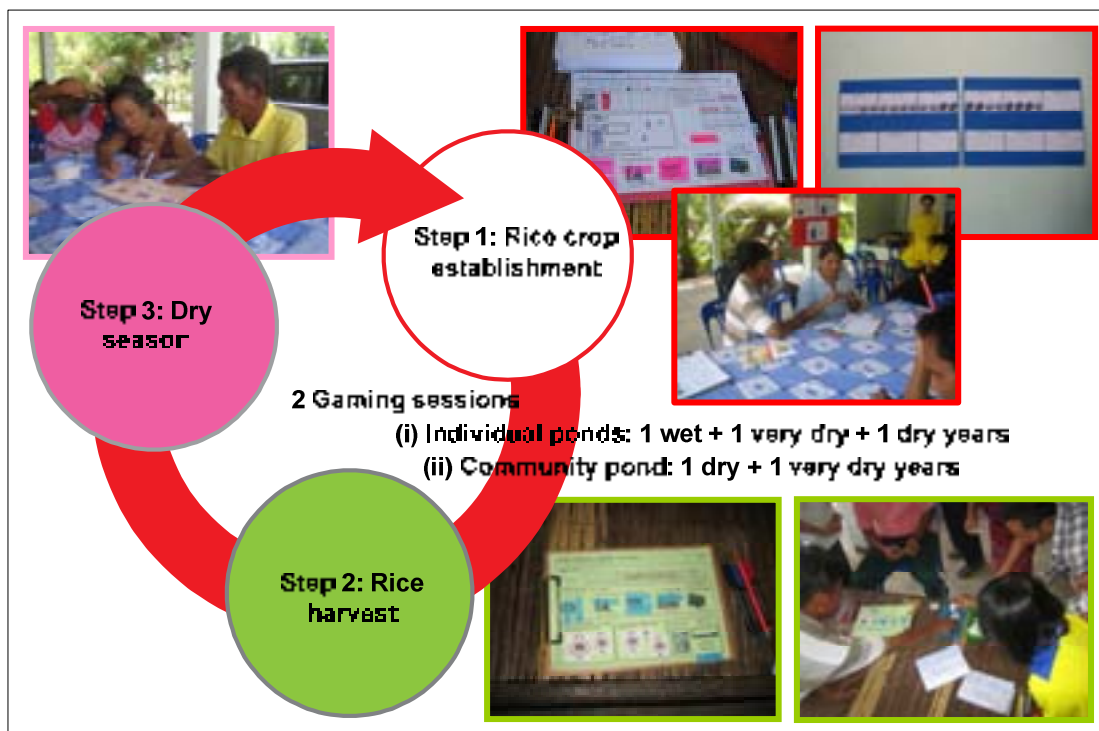 Step 1: Rice crop
establishment
Step 3: Dry
season
2 Gaming sessions
(i) Individual ponds: 1 wet + 1 very dry + 1 dry years
(ii) Community pond: 1 dry + 1 very dry years
Step 2: Rice
harvest